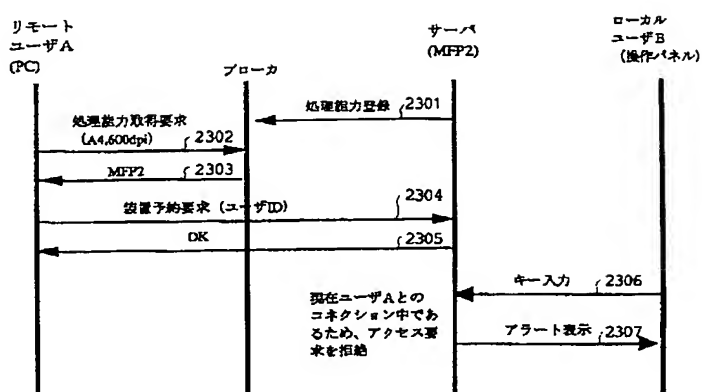 リモート
ユーザA
(PC)
ブローカ
サーバ
(MFP2)
ローカル
ユーザB
(操作パネル)
処理能力登録
2301
処理能力取得要求
(A4,600dpi)
2302
MFP2
2303
装置予約要求（ユーザID）
2304
OK
2305
キー入力
2306
現在ユーザAとの
コネクション中であ
るため、アクセス要
求を拒絶
アラート表示
2307